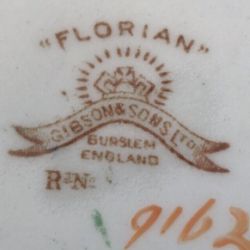 "FLORIAN"
GIBSON & SONS LTD
BURSLEM
ENGLAND
Rd No
9162